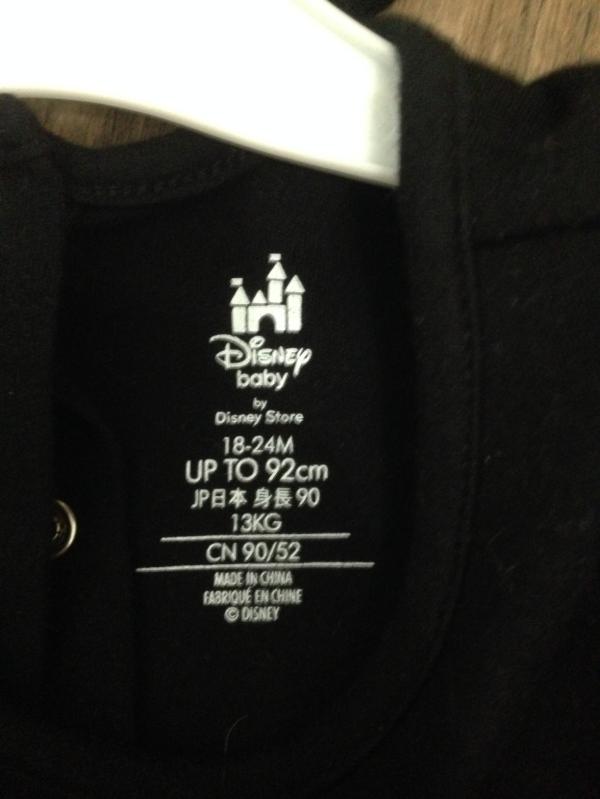 Disney
baby
by
Disney Store
18-24M
UP TO 92cm
JP日本 身長 90
13KG
CN 90/52
MADE IN CHINA
FABRIQUÉ EN CHINE
© DISNEY